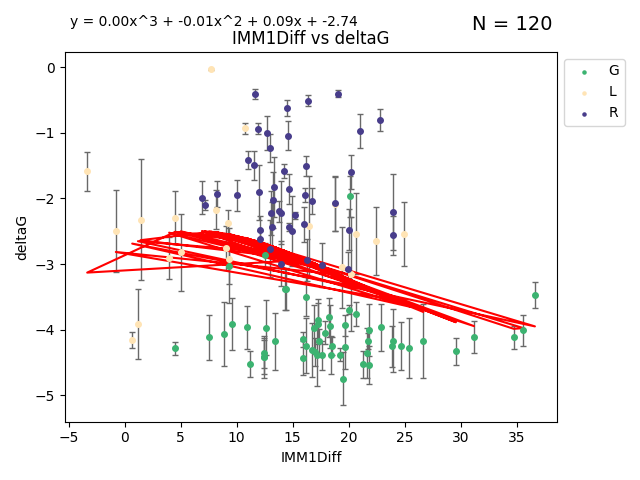 y = 0.00x^3 + -0.01x^2 + 0.09x + -2.74
N = 120
IMM1Diff vs deltaG
G
L
R
0
−1
−2
−3
−4
−5
deltaG
−5
0
5
10
15
20
25
30
35
IMM1Diff